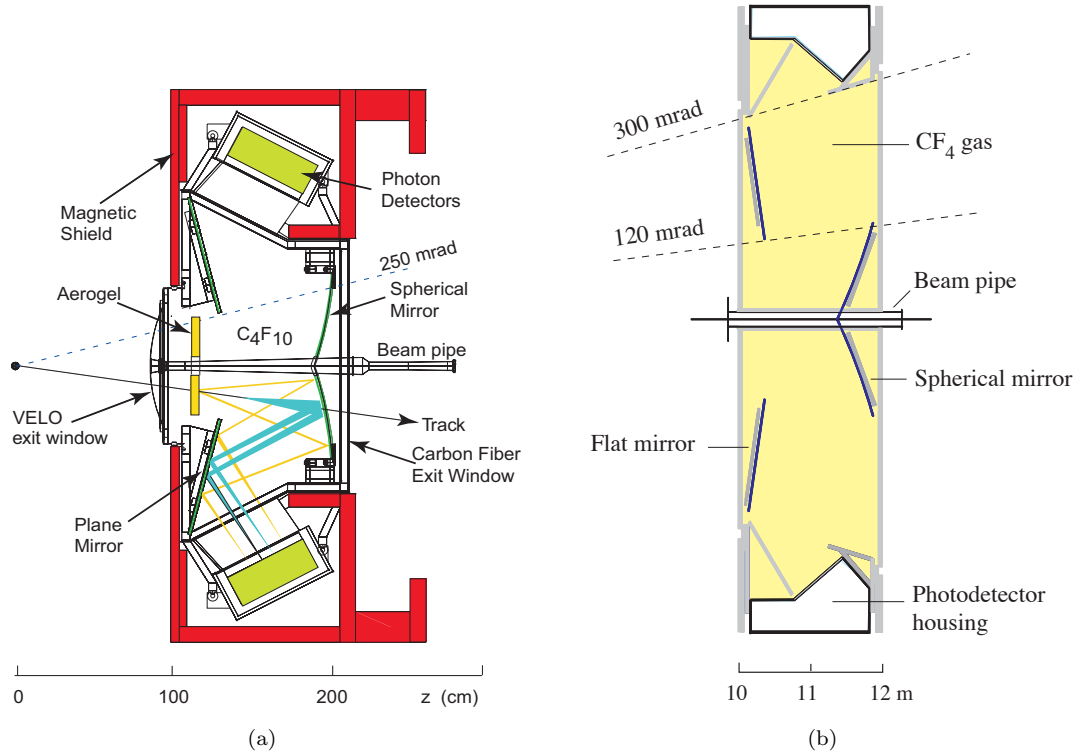 Magnetic
Shield
Aerogel
VELO
exit window
Plane
Mirror
C4F10
Photon
Detectors
250 mrad
Spherical
Mirror
Beam pipe
Track
Carbon Fiber
Exit Window
0
100
200
z (cm)
(a)
300 mrad
120 mrad
CF4 gas
Beam pipe
Spherical mirror
Flat mirror
Photodetector
housing
10
11
12 m
(b)